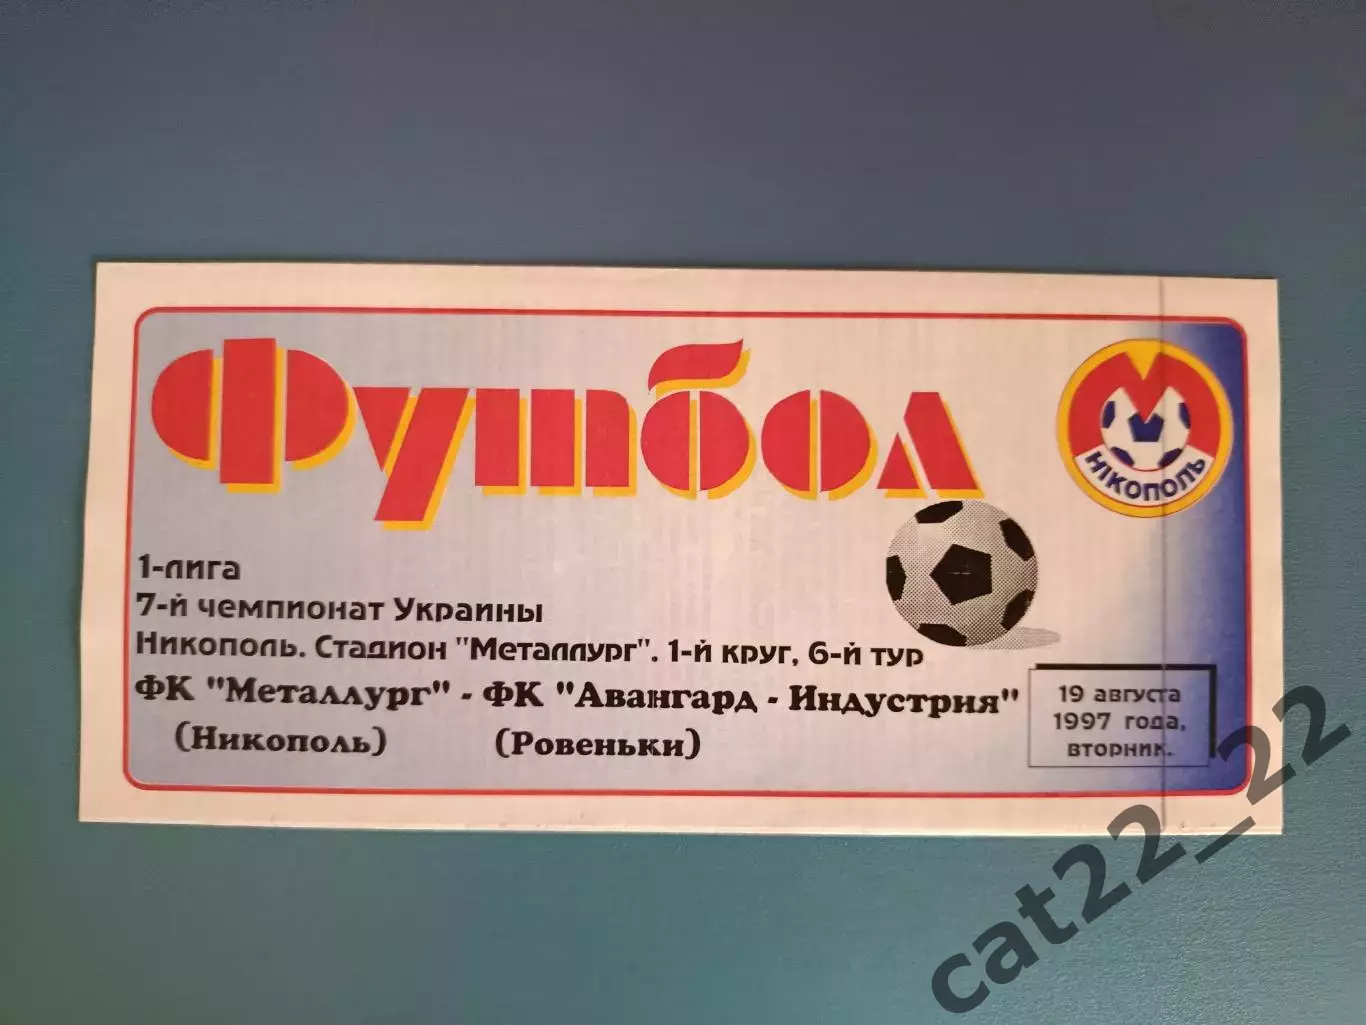 Футбол
М
НІКОПОЛЬ
1-лига
7-й чемпионат Украины
Никополь. Стадион "Металлург". 1-й круг, 6-й тур
ФК "Металлург" - ФК "Авангард - Индустрия"
(Никополь) (Ровеньки)
19 августа
1997 года,
вторник.
cat22_22